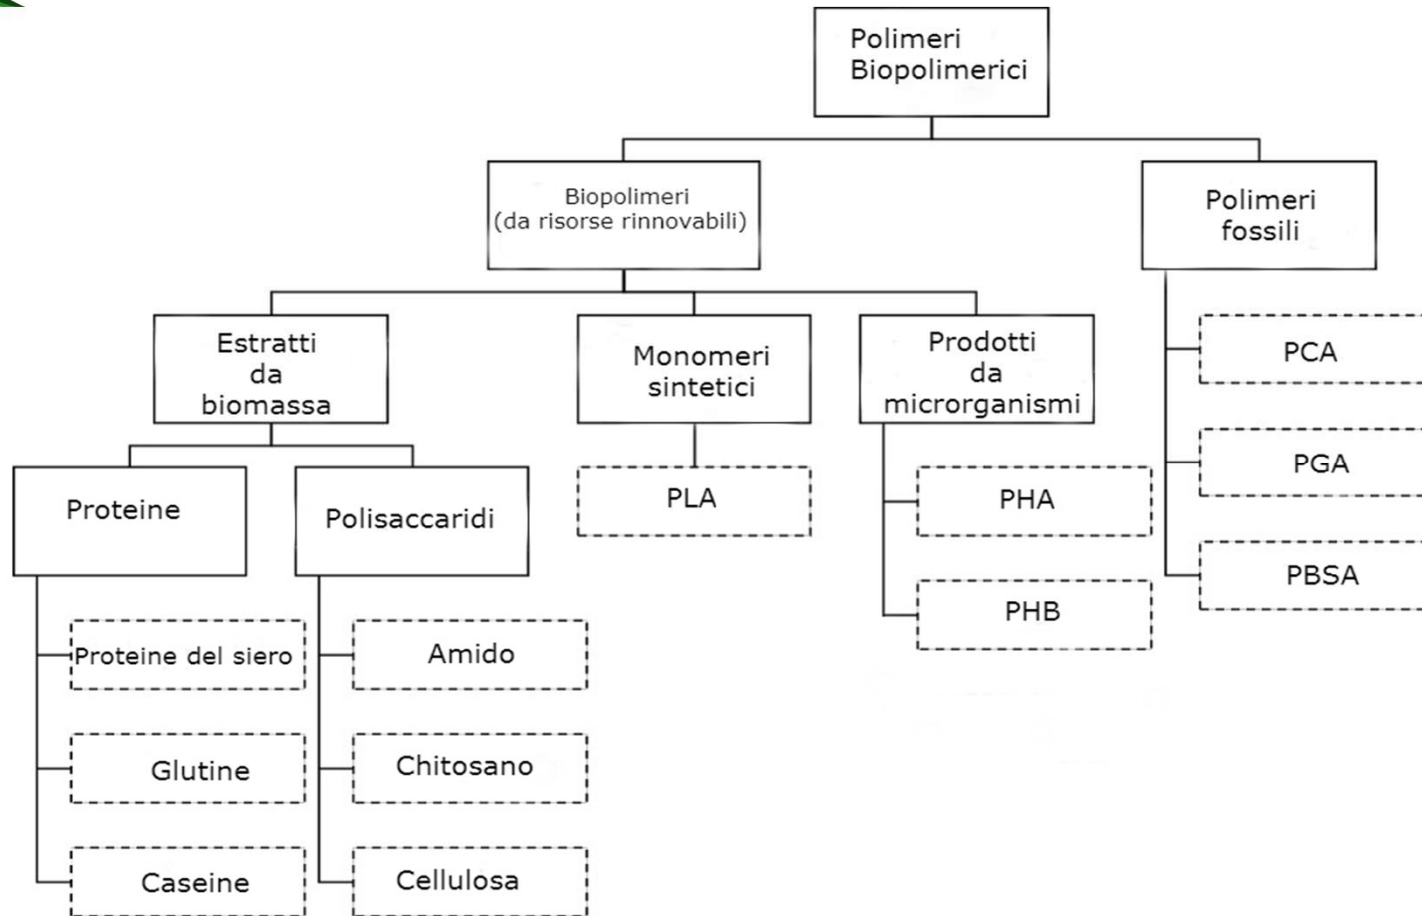 Polimeri
Biopolimerici
Biopolimeri
(da risorse rinnovabili)
Polimeri
fossili
Estratti
da
biomassa
Monomeri
sintetici
Prodotti
da
microrganismi
PCA
PGA
PBSA
Proteine
Polisaccaridi
PLA
PHA
PHB
Proteine del siero
Glutine
Caseine
Amido
Chitosano
Cellulosa